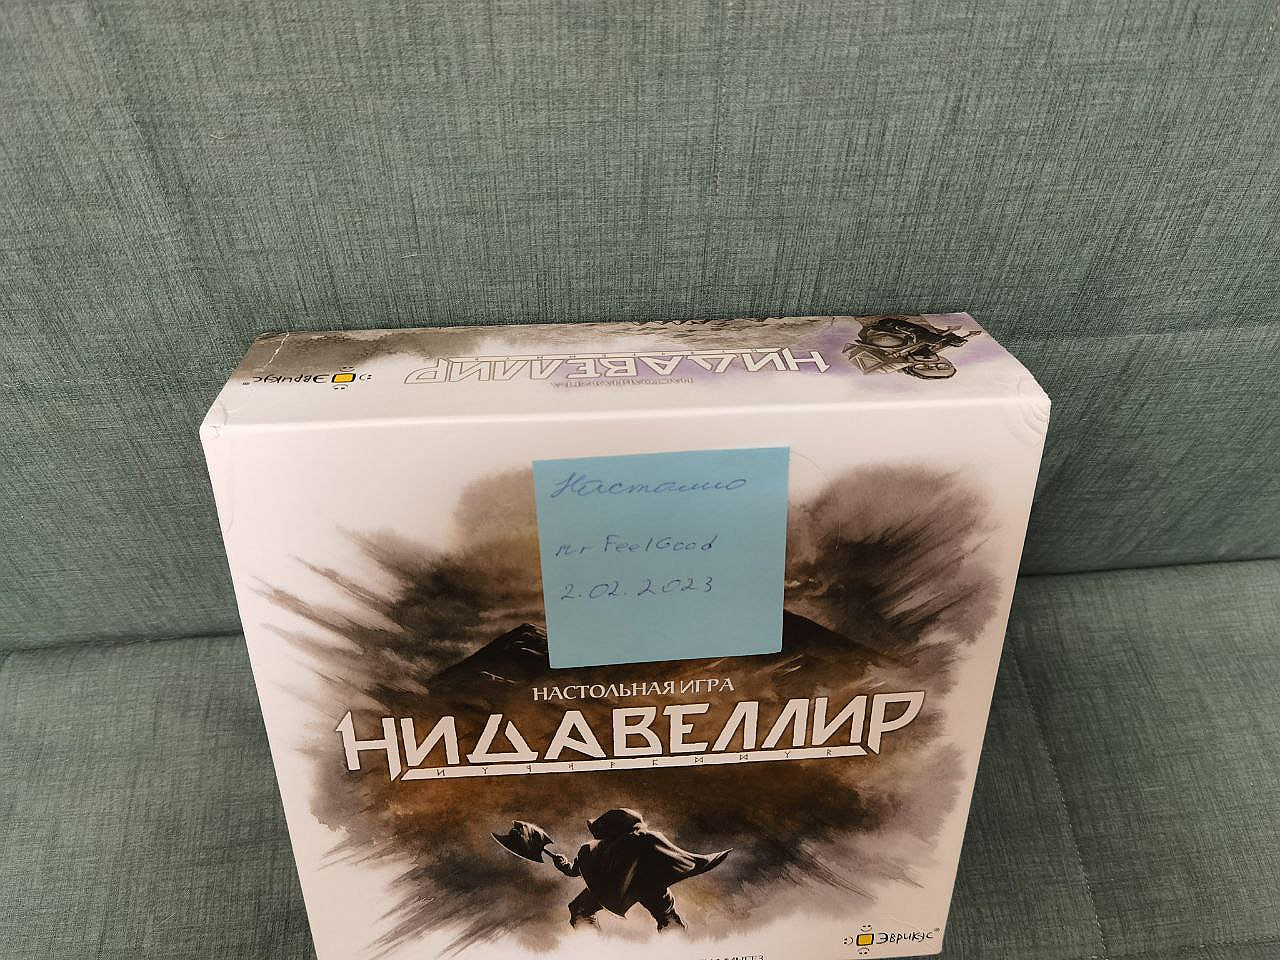 Эврикус
НАСТОЛЬНАЯ ИГРА
НИДАВЕЛЛИР
Настолио
Mr FeelGood
2.02.2023
НАСТОЛЬНАЯ ИГРА
НИДАВЕЛЛИР
Эврикус